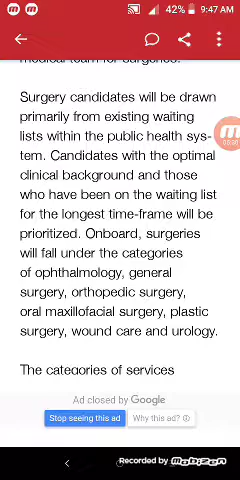 42% 9:47 AM
medical team for surgeries.
Surgery candidates will be drawn
primarily from existing waiting
lists within the public health sys-
tem. Candidates with the optimal
clinical background and those
who have been on the waiting list
for the longest time-frame will be
prioritized. Onboard, surgeries
will fall under the categories
of ophthalmology, general
surgery, orthopedic surgery,
oral maxillofacial surgery, plastic
surgery, wound care and urology.
The categories of services
Ad closed by Google
Stop seeing this ad Why this ad?
Recorded by mobizen